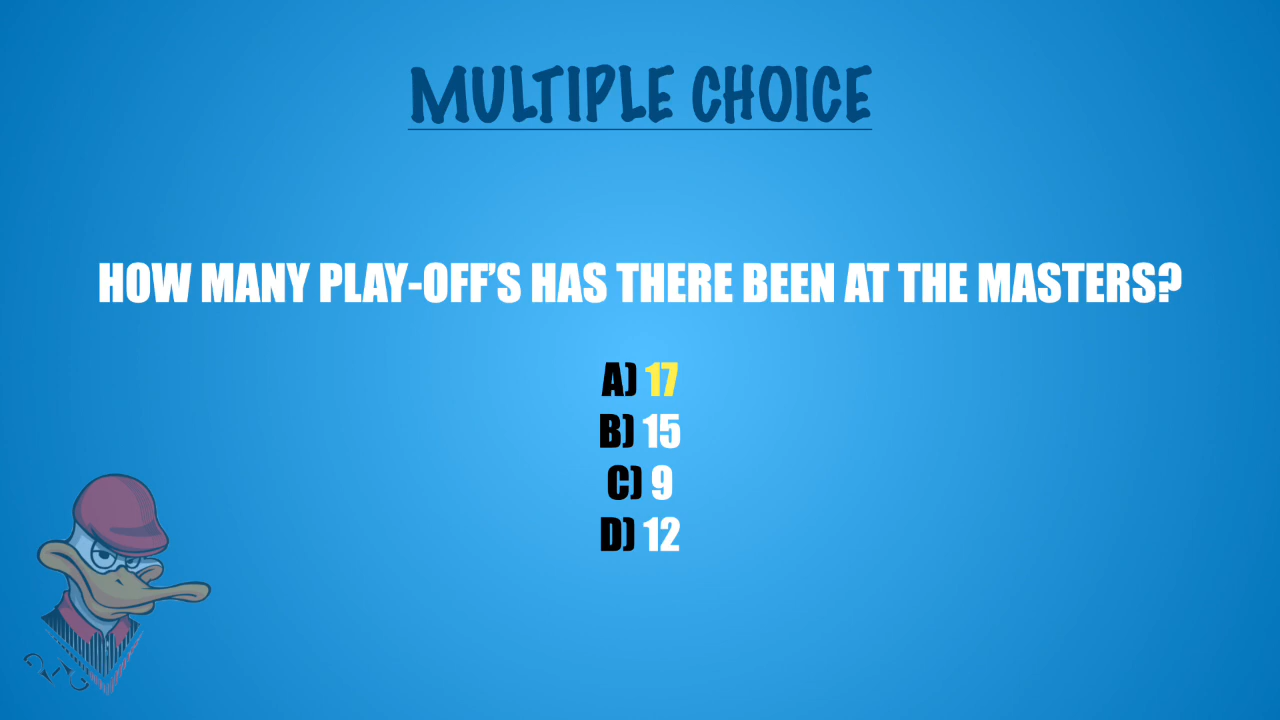 MULTIPLE CHOICE
HOW MANY PLAY-OFF’S HAS THERE BEEN AT THE MASTERS?
A) 17
B) 15
C) 9
D) 12